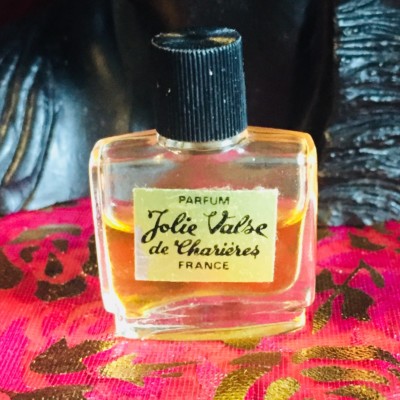 PARFUM
Jolie Valse
de Charières
FRANCE